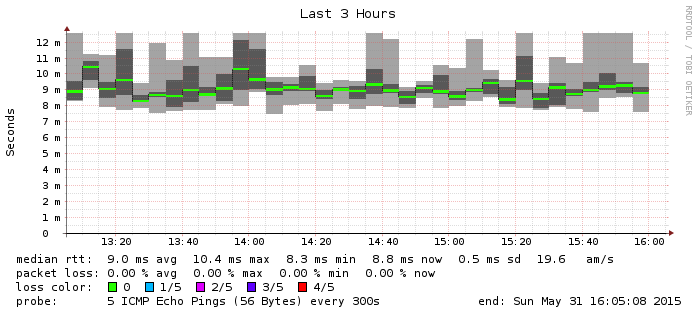 Last 3 Hours
RRDTOOL / TOBI OETIKER
Seconds
12 m
11 m
10 m
9 m
8 m
7 m
6 m
5 m
4 m
3 m
2 m
1 m
0
13:20 13:40 14:00 14:20 14:40 15:00 15:20 15:40 16:00
median rtt: 9.0 ms avg 10.4 ms max 8.3 ms min 8.8 ms now 0.5 ms sd 19.6 am/s
packet loss: 0.00 % avg 0.00 % max 0.00 % min 0.00 % now
loss color: 0 1/5 2/5 3/5 4/5
probe: 5 ICMP Echo Pings (56 Bytes) every 300s end: Sun May 31 16:05:08 2015